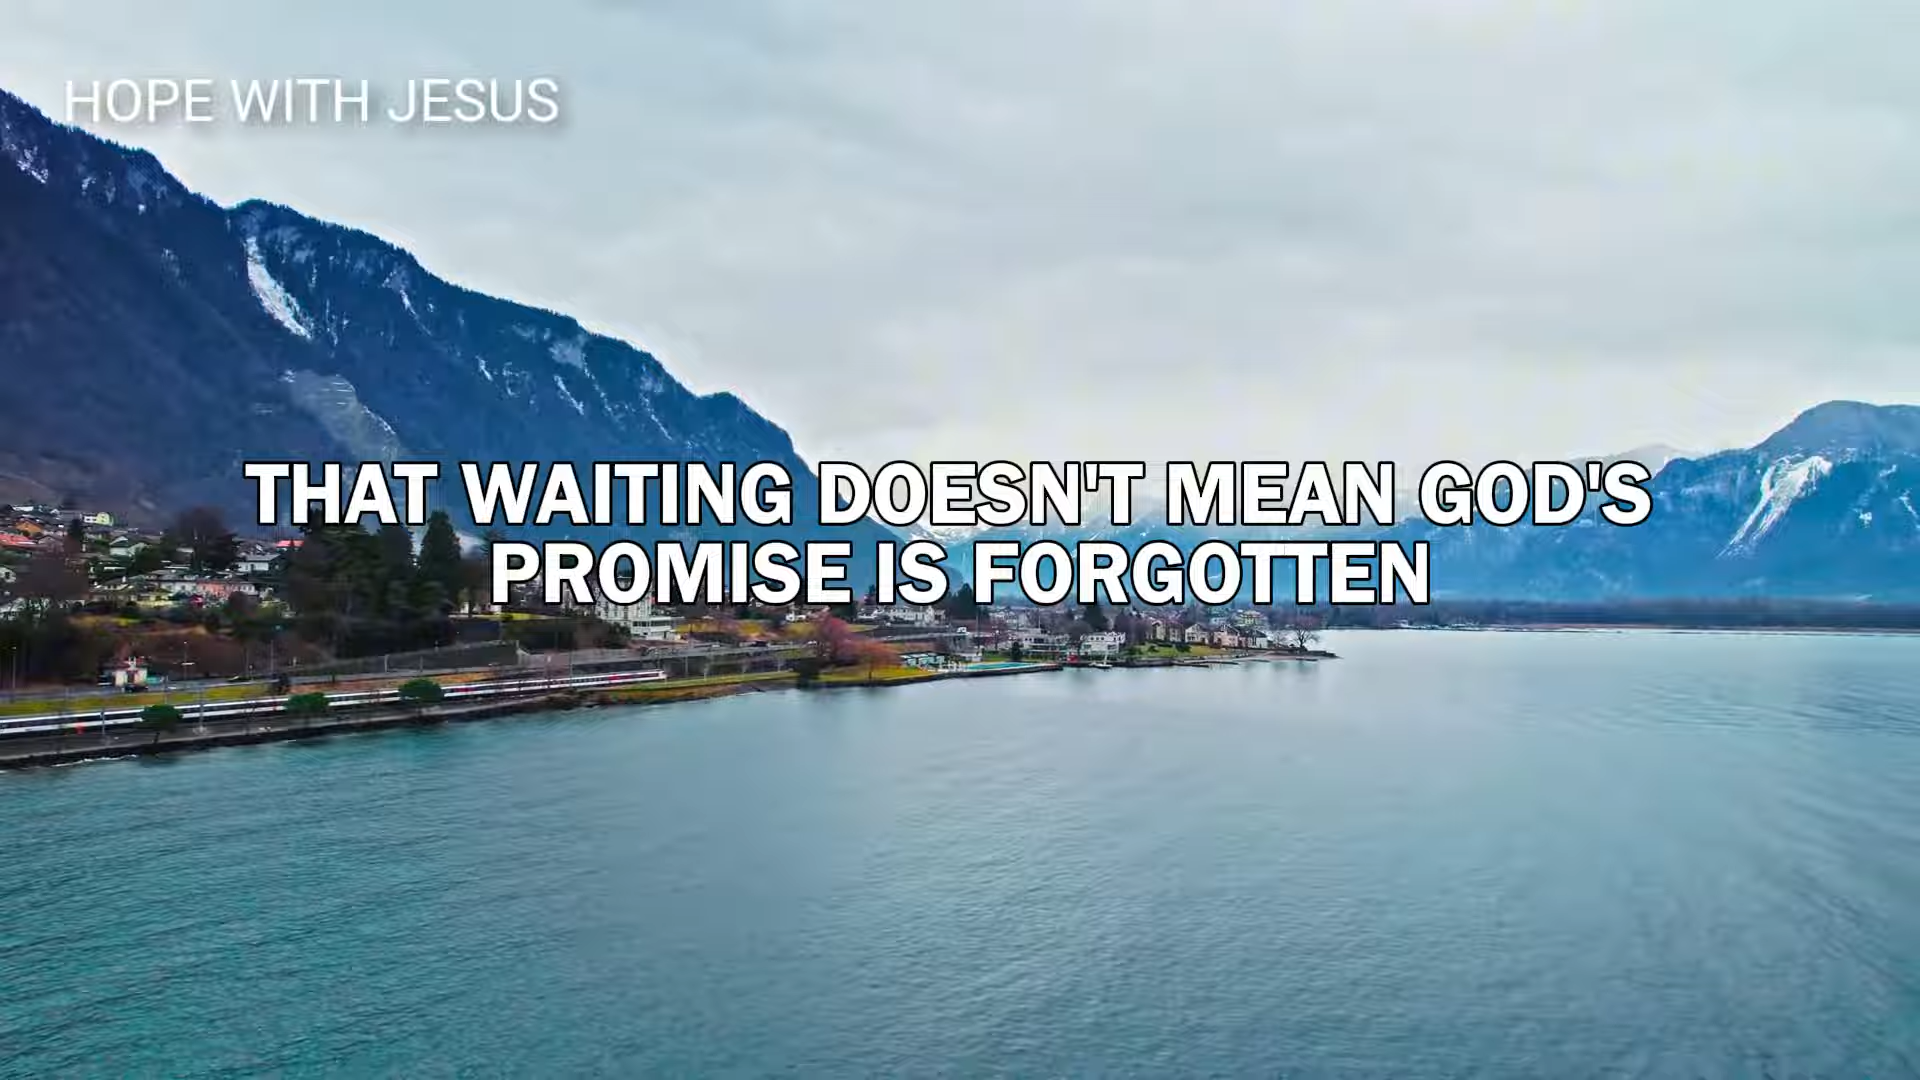 HOPE WITH JESUS
THAT WAITING DOESN'T MEAN GOD'S
PROMISE IS FORGOTTEN